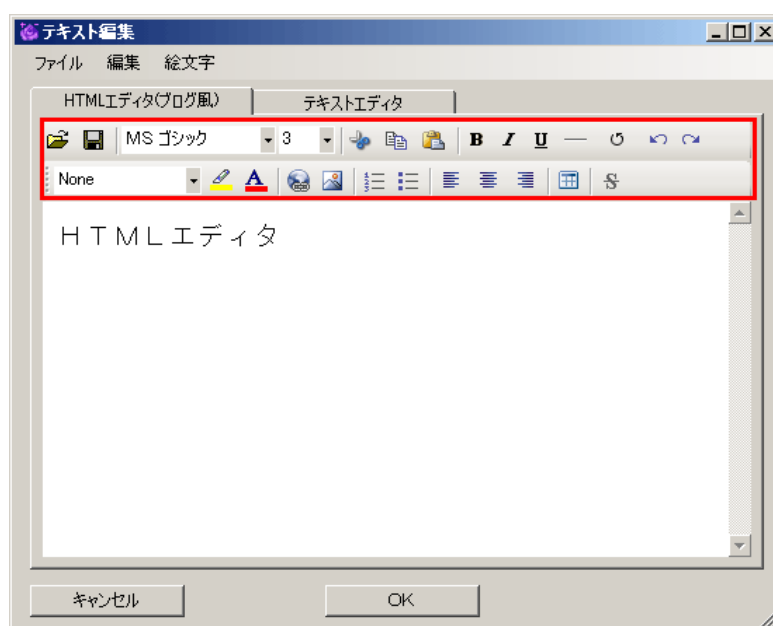 テキスト編集
ファイル 編集 絵文字
HTMLエディタ(ブログ風) テキストエディタ
MS ゴシック 3 B I U
None A S
HTMLエディタ
キャンセル OK